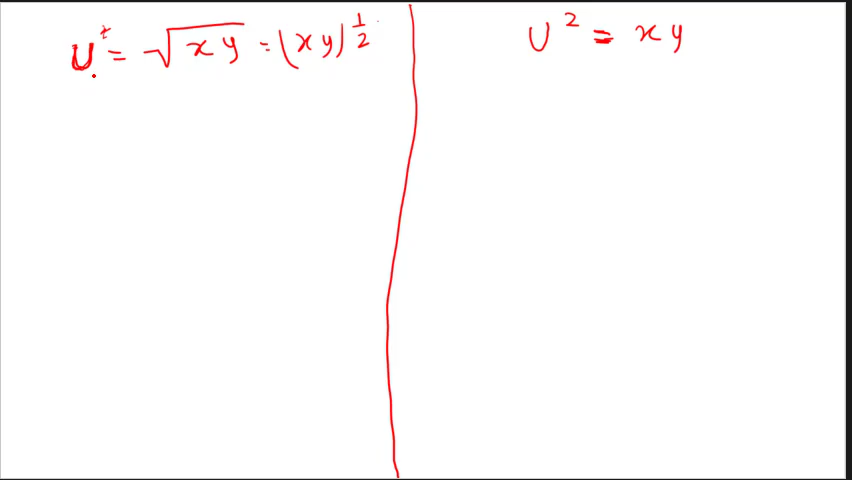 U⁺ = √xy = (xy)^1/2
U² = xy